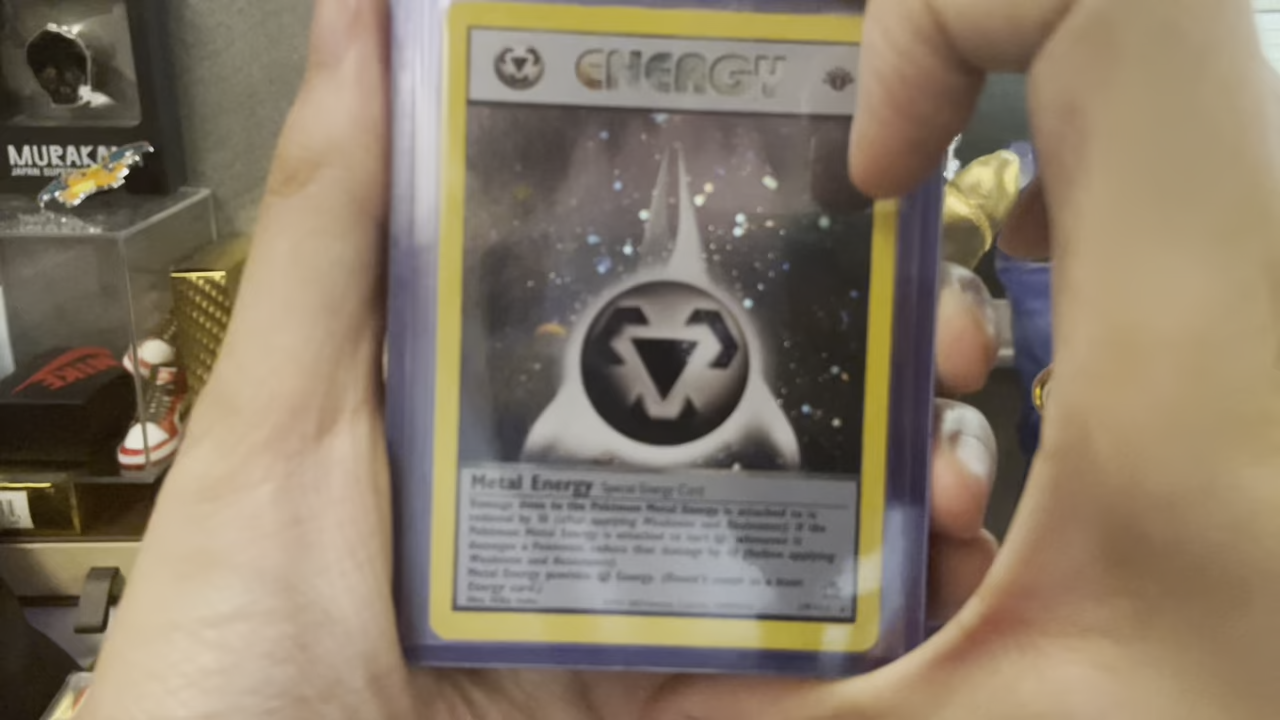 ENERGY
MURAKAMI
NIKE
Metal Energy Special Energy Card
Damage done to the Pokémon Metal Energy is attached to is
reduced by 10 (after applying Weakness and Resistance). If the
Pokémon Metal Energy is attached to isn't
damages a Pokémon, reduce that damage by 10 (before applying
Weakness and Resistance).
Metal Energy provides Energy. (Doesn't count as a basic
Energy card.)